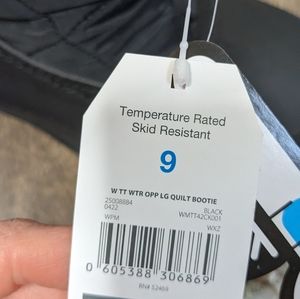 Temperature Rated
Skid Resistant
9
W TT WTR OPP LG QUILT BOOTIE
25008884 BLACK
0422 WMTT42CK001
WPM WXZ
0 605388 306869
RN# 52469